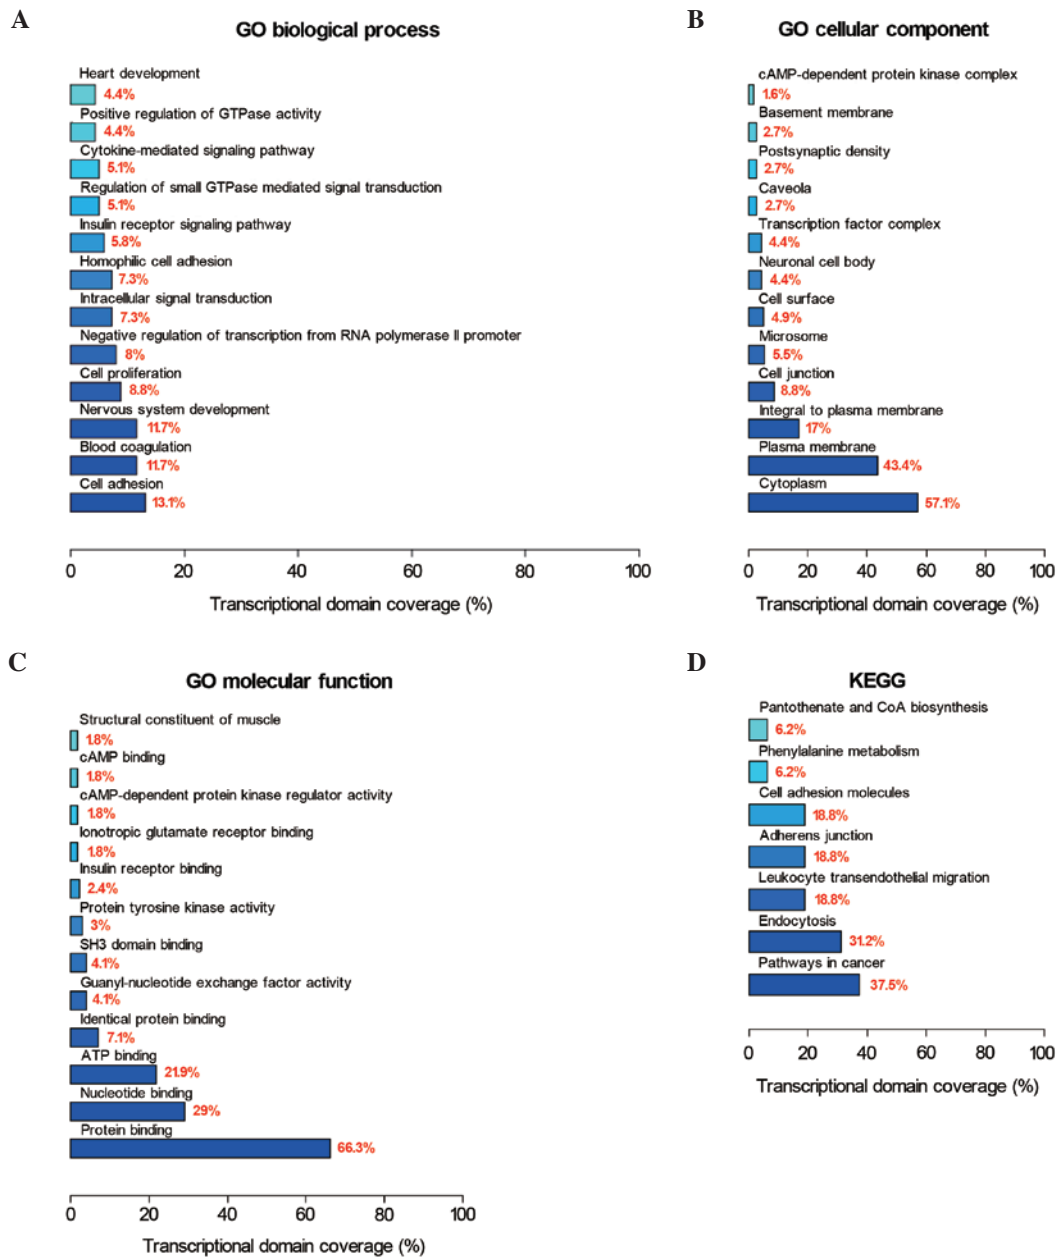 A
GO biological process
Heart development
4.4%
Positive regulation of GTPase activity
4.4%
Cytokine-mediated signaling pathway
5.1%
Regulation of small GTPase mediated signal transduction
5.1%
Insulin receptor signaling pathway
5.8%
Homophilic cell adhesion
7.3%
Intracellular signal transduction
7.3%
Negative regulation of transcription from RNA polymerase II promoter
8%
Cell proliferation
8.8%
Nervous system development
11.7%
Blood coagulation
11.7%
Cell adhesion
13.1%
0 20 40 60 80 100
Transcriptional domain coverage (%)
B
GO cellular component
cAMP-dependent protein kinase complex
1.6%
Basement membrane
2.7%
Postsynaptic density
2.7%
Caveola
2.7%
Transcription factor complex
4.4%
Neuronal cell body
4.4%
Cell surface
4.9%
Microsome
5.5%
Cell junction
8.8%
Integral to plasma membrane
17%
Plasma membrane
43.4%
Cytoplasm
57.1%
0 20 40 60 80 100
Transcriptional domain coverage (%)
C
GO molecular function
Structural constituent of muscle
1.8%
cAMP binding
1.8%
cAMP-dependent protein kinase regulator activity
1.8%
Ionotropic glutamate receptor binding
1.8%
Insulin receptor binding
2.4%
Protein tyrosine kinase activity
3%
SH3 domain binding
4.1%
Guanyl-nucleotide exchange factor activity
4.1%
Identical protein binding
7.1%
ATP binding
21.9%
Nucleotide binding
29%
Protein binding
66.3%
0 20 40 60 80 100
Transcriptional domain coverage (%)
D
KEGG
Pantothenate and CoA biosynthesis
6.2%
Phenylalanine metabolism
6.2%
Cell adhesion molecules
18.8%
Adherens junction
18.8%
Leukocyte transendothelial migration
18.8%
Endocytosis
31.2%
Pathways in cancer
37.5%
0 20 40 60 80 100
Transcriptional domain coverage (%)